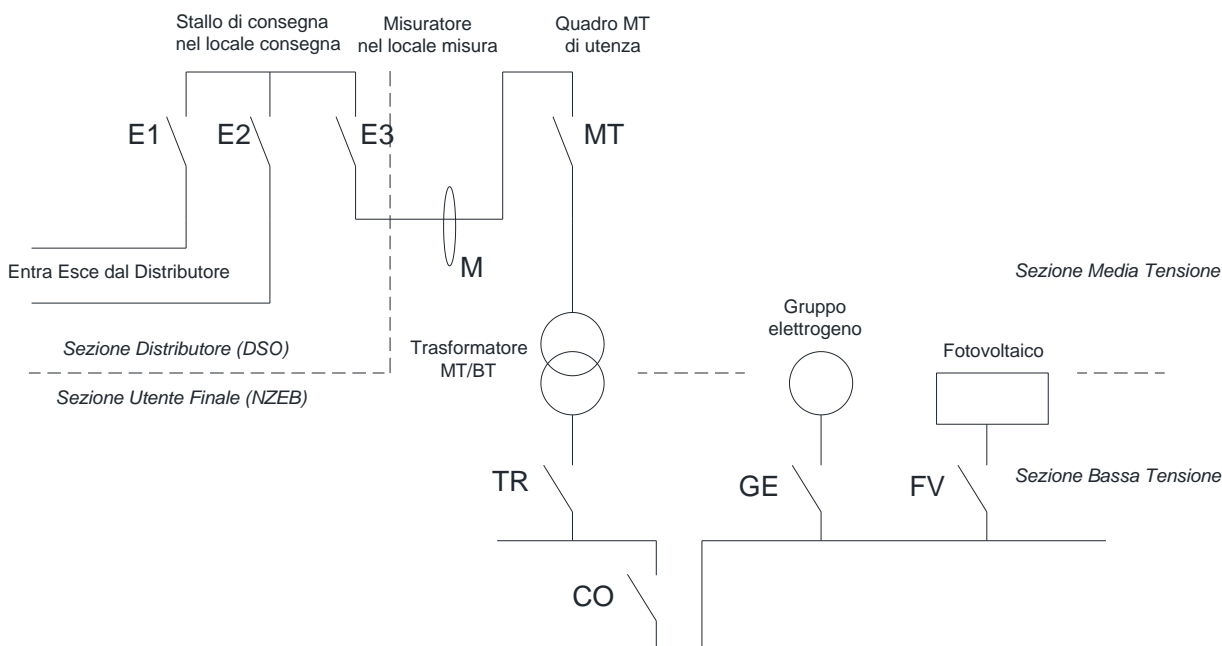 Stallo di consegna
nel locale consegna
Misuratore
nel locale misura
Quadro MT
di utenza
E1
E2
E3
MT
M
Entra Esce dal Distributore
Sezione Media Tensione
Gruppo
elettrogeno
Sezione Distributore (DSO)
Trasformatore
MT/BT
Fotovoltaico
Sezione Utente Finale (NZEB)
TR
GE
FV
Sezione Bassa Tensione
CO